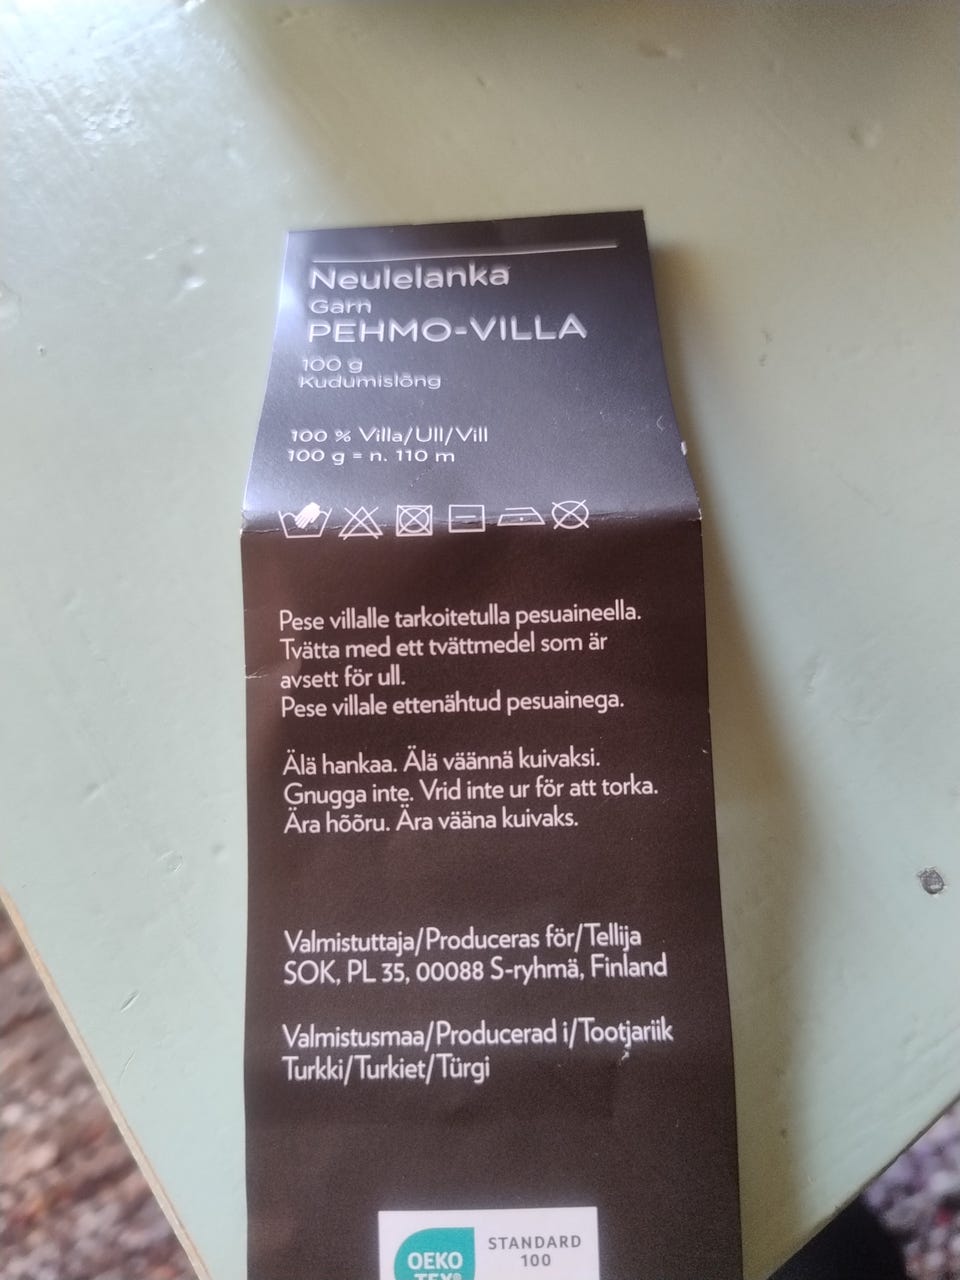 Neulelanka
Garn
PEHMO-VILLA
100 g
Kudumislõng
100 % Villa/Ull/Vill
100 g = n. 110 m
Pese villalle tarkoitetulla pesuaineella.
Tvätta med ett tvättmedel som är
avsett för ull.
Pese villale ettenähtud pesuainega.
Älä hankaa. Älä väännä kuivaksi.
Gnugga inte. Vrid inte ur för att torka.
Ära hõõru. Ära vääna kuivaks.
Valmistuttaja/Produceras för/Tellija
SOK, PL 35, 00088 S-ryhmä, Finland
Valmistusmaa/Producerad i/Tootjariik
Turkki/Turkiet/Türgi
OEKO
TEX®
STANDARD
100